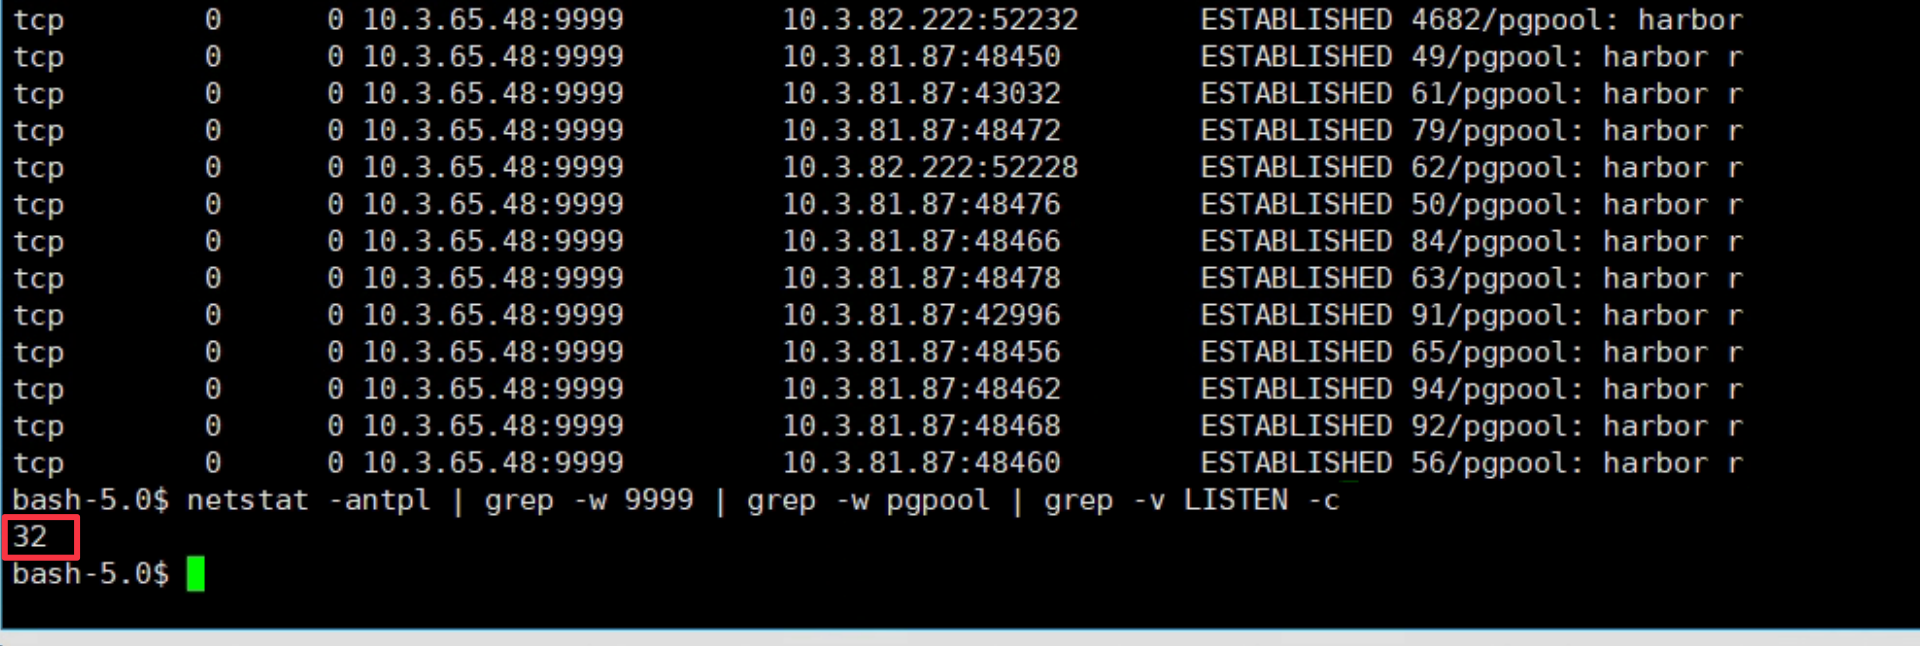 tcp        0      0 10.3.65.48:9999         10.3.82.222:52232       ESTABLISHED 4682/pgpool: harbor
tcp        0      0 10.3.65.48:9999         10.3.81.87:48450        ESTABLISHED 49/pgpool: harbor r
tcp        0      0 10.3.65.48:9999         10.3.81.87:43032        ESTABLISHED 61/pgpool: harbor r
tcp        0      0 10.3.65.48:9999         10.3.81.87:48472        ESTABLISHED 79/pgpool: harbor r
tcp        0      0 10.3.65.48:9999         10.3.82.222:52228       ESTABLISHED 62/pgpool: harbor r
tcp        0      0 10.3.65.48:9999         10.3.81.87:48476        ESTABLISHED 50/pgpool: harbor r
tcp        0      0 10.3.65.48:9999         10.3.81.87:48466        ESTABLISHED 84/pgpool: harbor r
tcp        0      0 10.3.65.48:9999         10.3.81.87:48478        ESTABLISHED 63/pgpool: harbor r
tcp        0      0 10.3.65.48:9999         10.3.81.87:42996        ESTABLISHED 91/pgpool: harbor r
tcp        0      0 10.3.65.48:9999         10.3.81.87:48456        ESTABLISHED 65/pgpool: harbor r
tcp        0      0 10.3.65.48:9999         10.3.81.87:48462        ESTABLISHED 94/pgpool: harbor r
tcp        0      0 10.3.65.48:9999         10.3.81.87:48468        ESTABLISHED 92/pgpool: harbor r
tcp        0      0 10.3.65.48:9999         10.3.81.87:48460        ESTABLISHED 56/pgpool: harbor r
bash-5.0$ netstat -antpl | grep -w 9999 | grep -w pgpool | grep -v LISTEN -c
32
bash-5.0$